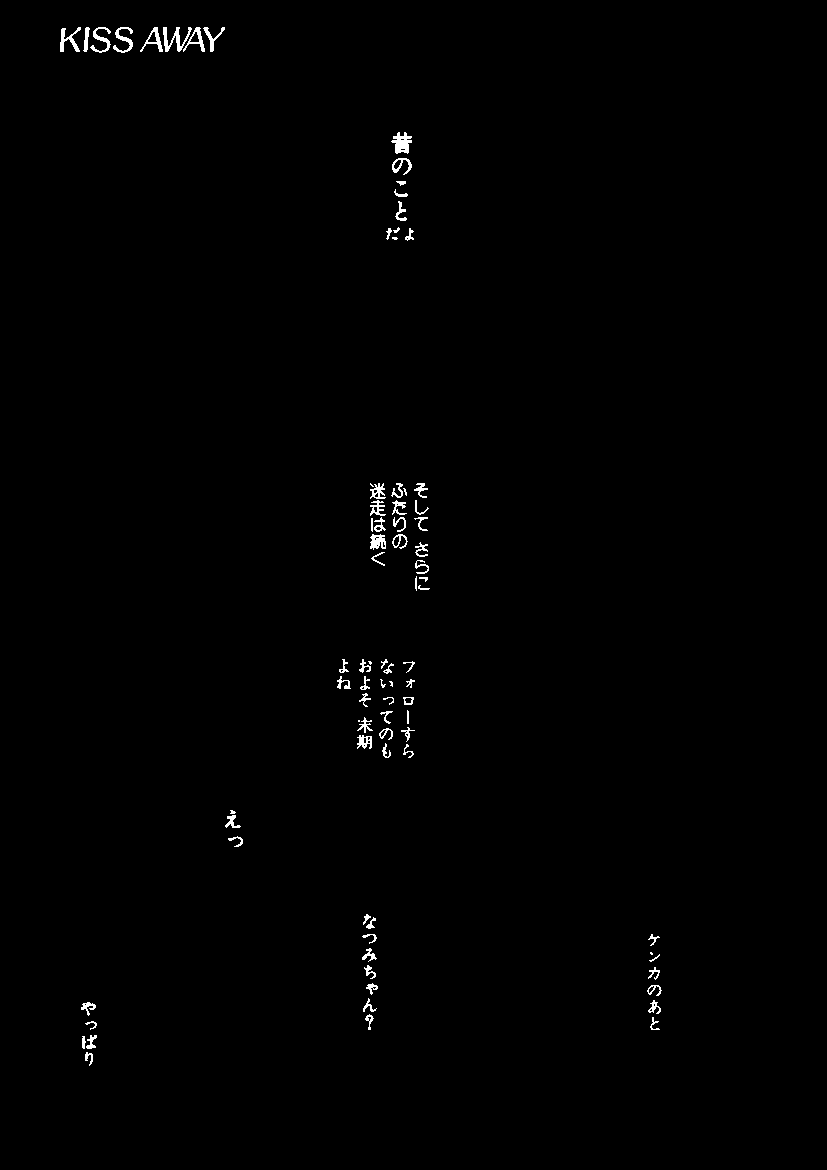 KISS AWAY
昔のこと
だよ
そして さらに
ふたりの
迷走は続く
フォローすら
ないってのも
およそ 末期
よね
ケンカのあと
なつみちゃん?
えっ
やっぱり